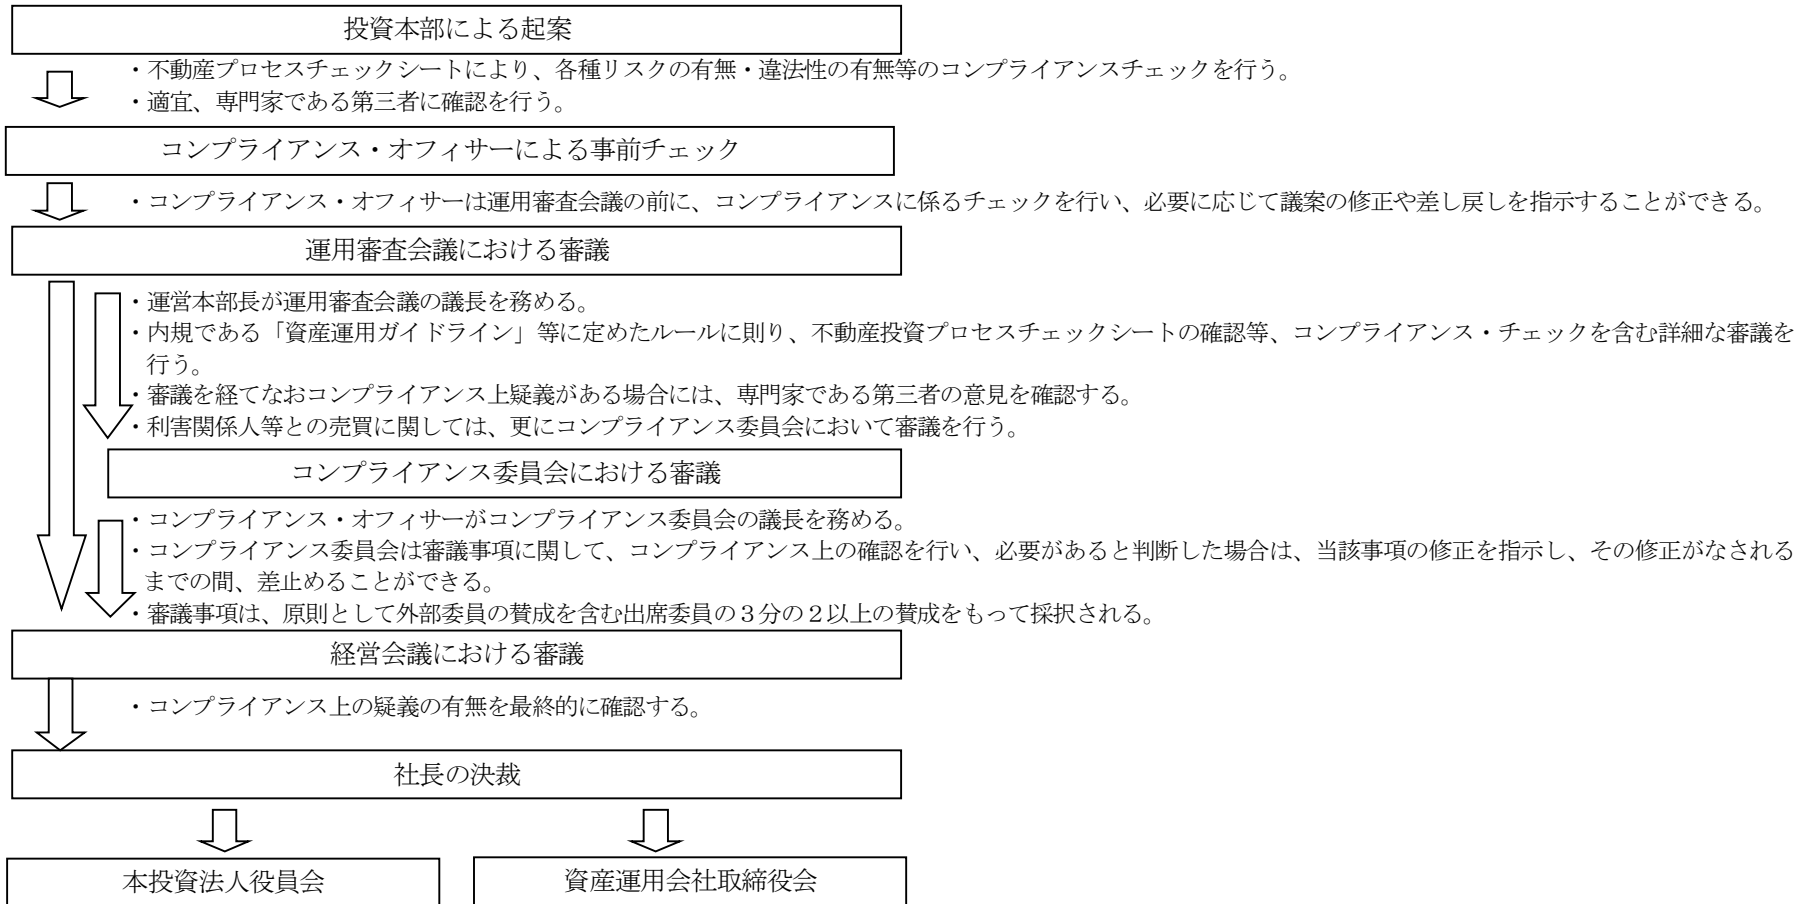 投資本部による起案
・不動産プロセスチェックシートにより、各種リスクの有無・違法性の有無等のコンプライアンスチェックを行う。
・適宜、専門家である第三者に確認を行う。
コンプライアンス・オフィサーによる事前チェック
・コンプライアンス・オフィサーは運用審査会議の前に、コンプライアンスに係るチェックを行い、必要に応じて議案の修正や差し戻しを指示することができる。
運用審査会議における審議
・運営本部長が運用審査会議の議長を務める。
・内規である「資産運用ガイドライン」等に定めたルールに則り、不動産投資プロセスチェックシートの確認等、コンプライアンス・チェックを含む詳細な審議を
行う。
・審議を経てなおコンプライアンス上疑義がある場合には、専門家である第三者の意見を確認する。
・利害関係人等との売買に関しては、更にコンプライアンス委員会において審議を行う。
コンプライアンス委員会における審議
・コンプライアンス・オフィサーがコンプライアンス委員会の議長を務める。
・コンプライアンス委員会は審議事項に関して、コンプライアンス上の確認を行い、必要があると判断した場合は、当該事項の修正を指示し、その修正がなされる
までの間、差止めることができる。
・審議事項は、原則として外部委員の賛成を含む出席委員の３分の２以上の賛成をもって採択される。
経営会議における審議
・コンプライアンス上の疑義の有無を最終的に確認する。
社長の決裁
本投資法人役員会
資産運用会社取締役会